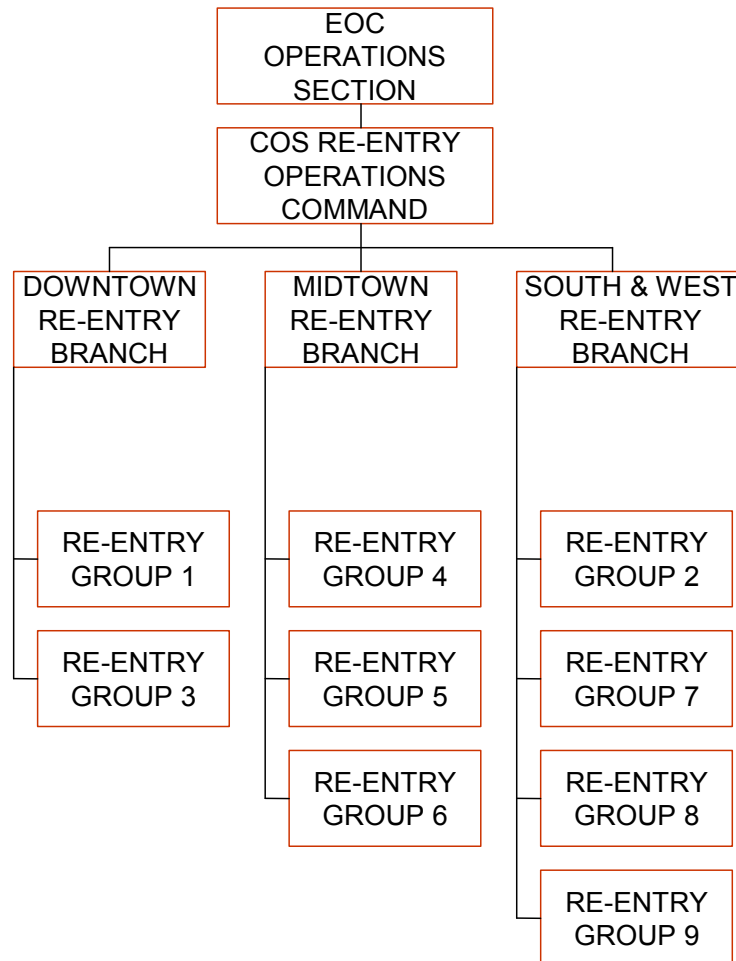 EOC
OPERATIONS
SECTION
COS RE-ENTRY
OPERATIONS
COMMAND
DOWNTOWN
RE-ENTRY
BRANCH
MIDTOWN
RE-ENTRY
BRANCH
SOUTH & WEST
RE-ENTRY
BRANCH
RE-ENTRY
GROUP 1
RE-ENTRY
GROUP 3
RE-ENTRY
GROUP 4
RE-ENTRY
GROUP 5
RE-ENTRY
GROUP 6
RE-ENTRY
GROUP 2
RE-ENTRY
GROUP 7
RE-ENTRY
GROUP 8
RE-ENTRY
GROUP 9